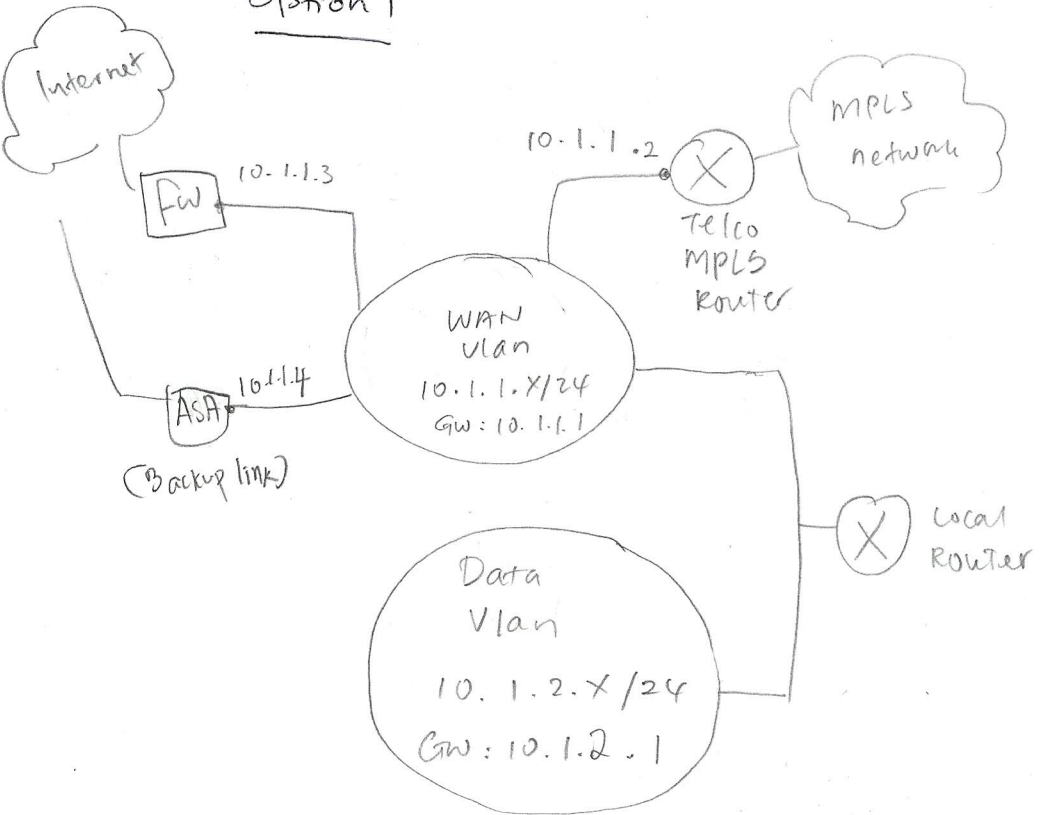 Option 1
Internet
FW
10.1.1.3
10.1.1.2
X
MPLS
network
Telco
MPLS
Router
WAN
Vlan
10.1.1.X/24
GW: 10.1.1.1
ASA
10.1.1.4
(Backup link)
X
Local
Router
Data
Vlan
10.1.2.X/24
GW: 10.1.2.1